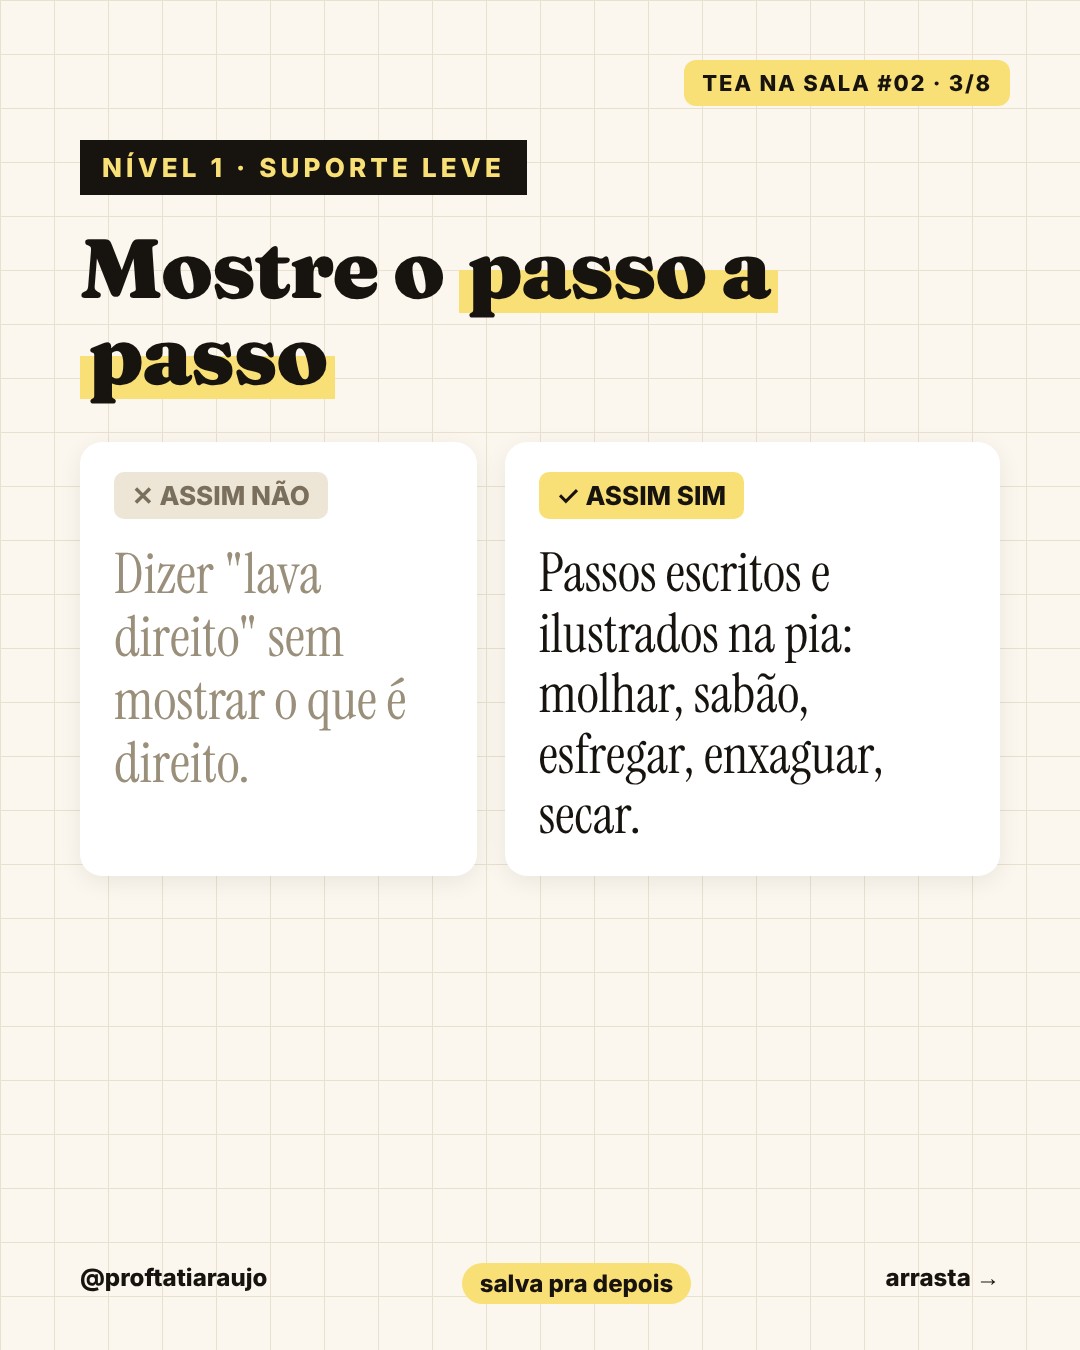 TEA NA SALA #02 · 3/8
NÍVEL 1 · SUPORTE LEVE
Mostre o passo a
passo
✕ ASSIM NÃO
Dizer "lava
direito" sem
mostrar o que é
direito.
✓ ASSIM SIM
Passos escritos e
ilustrados na pia:
molhar, sabão,
esfregar, enxaguar,
secar.
@proftatiaraujo
salva pra depois
arrasta →